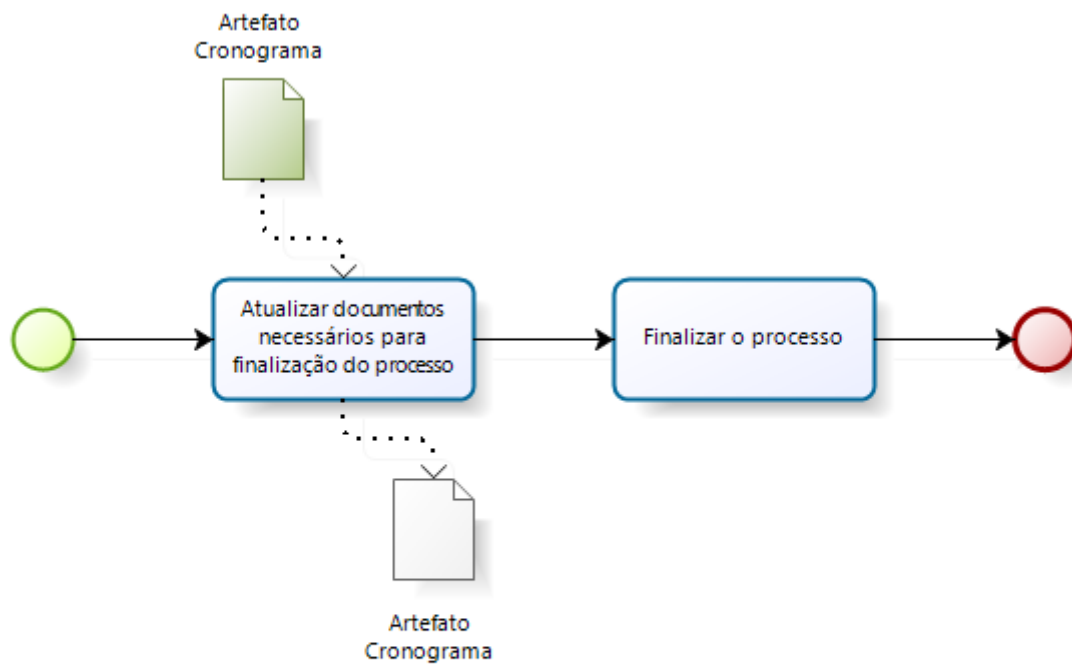 Artefato
Cronograma
Atualizar documentos
necessários para
finalização do processo
Finalizar o processo
Artefato
Cronograma